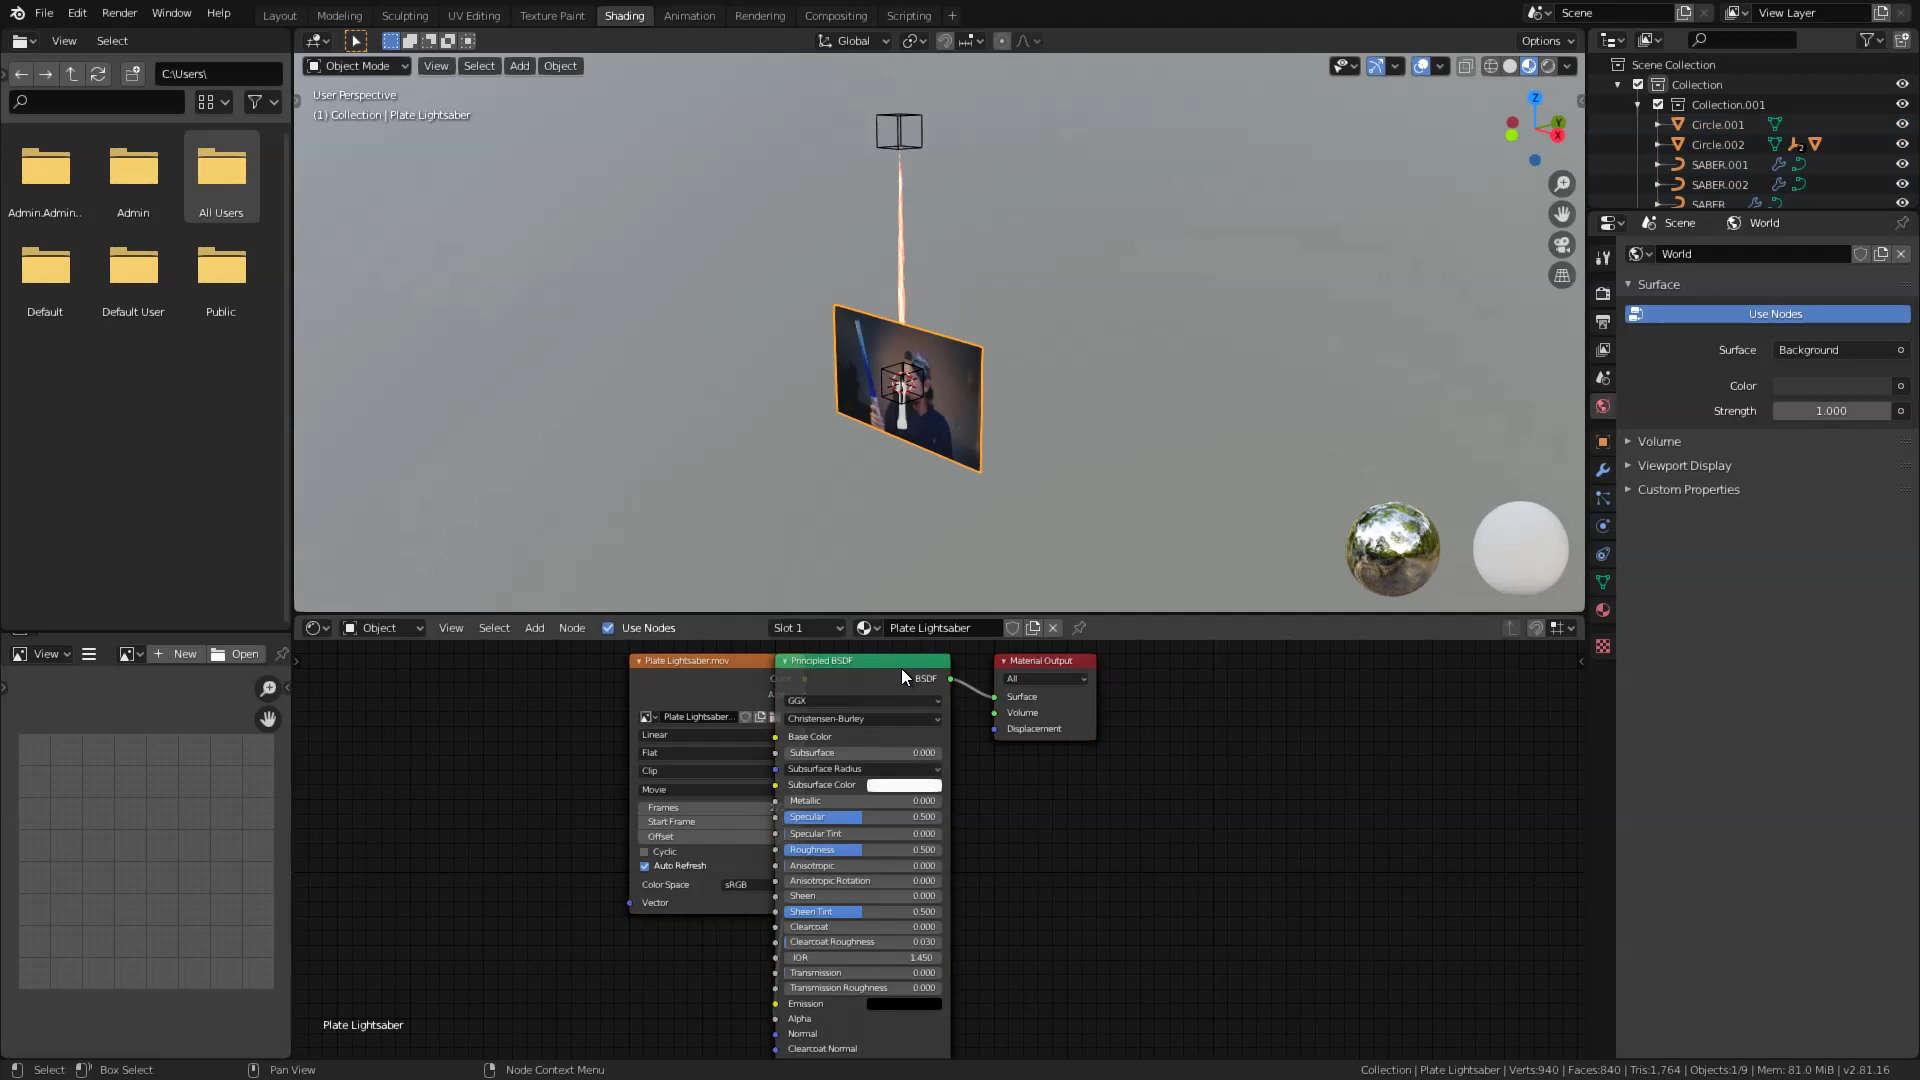 File Edit Render Window Help
Layout Modeling Sculpting UV Editing Texture Paint Shading Animation Rendering Compositing Scripting
Scene View Layer
View Select
Global
Options
C:\Users\
Object Mode View Select Add Object
User Perspective
(1) Collection | Plate Lightsaber
Admin.Admin..
Admin
All Users
Default
Default User
Public
Z
Y
X
Scene Collection
Collection
Collection.001
Circle.001
Circle.002
2
SABER.001
SABER.002
SABER
Scene World
World
Surface
Use Nodes
Surface Background
Color
Strength 1.000
Volume
Viewport Display
Custom Properties
View New Open
Object View Select Add Node Use Nodes Slot 1 Plate Lightsaber
Plate Lightsaber.mov
Plate Lightsaber...
Linear
Flat
Clip
Movie
Frames
Start Frame
Offset
Cyclic
Auto Refresh
Color Space sRGB
Vector
Principled BSDF
BSDF
GGX
Christensen-Burley
Base Color
Subsurface 0.000
Subsurface Radius
Subsurface Color
Metallic 0.000
Specular 0.500
Specular Tint 0.000
Roughness 0.500
Anisotropic 0.000
Anisotropic Rotation 0.000
Sheen 0.000
Sheen Tint 0.500
Clearcoat 0.000
Clearcoat Roughness 0.030
IOR 1.450
Transmission 0.000
Transmission Roughness 0.000
Emission
Alpha
Normal
Clearcoat Normal
Material Output
All
Surface
Volume
Displacement
Plate Lightsaber
Select Box Select Pan View Node Context Menu
Collection | Plate Lightsaber | Verts:940 | Faces:840 | Tris:1,764 | Objects:1/9 | Mem: 81.0 MiB | v2.81.16